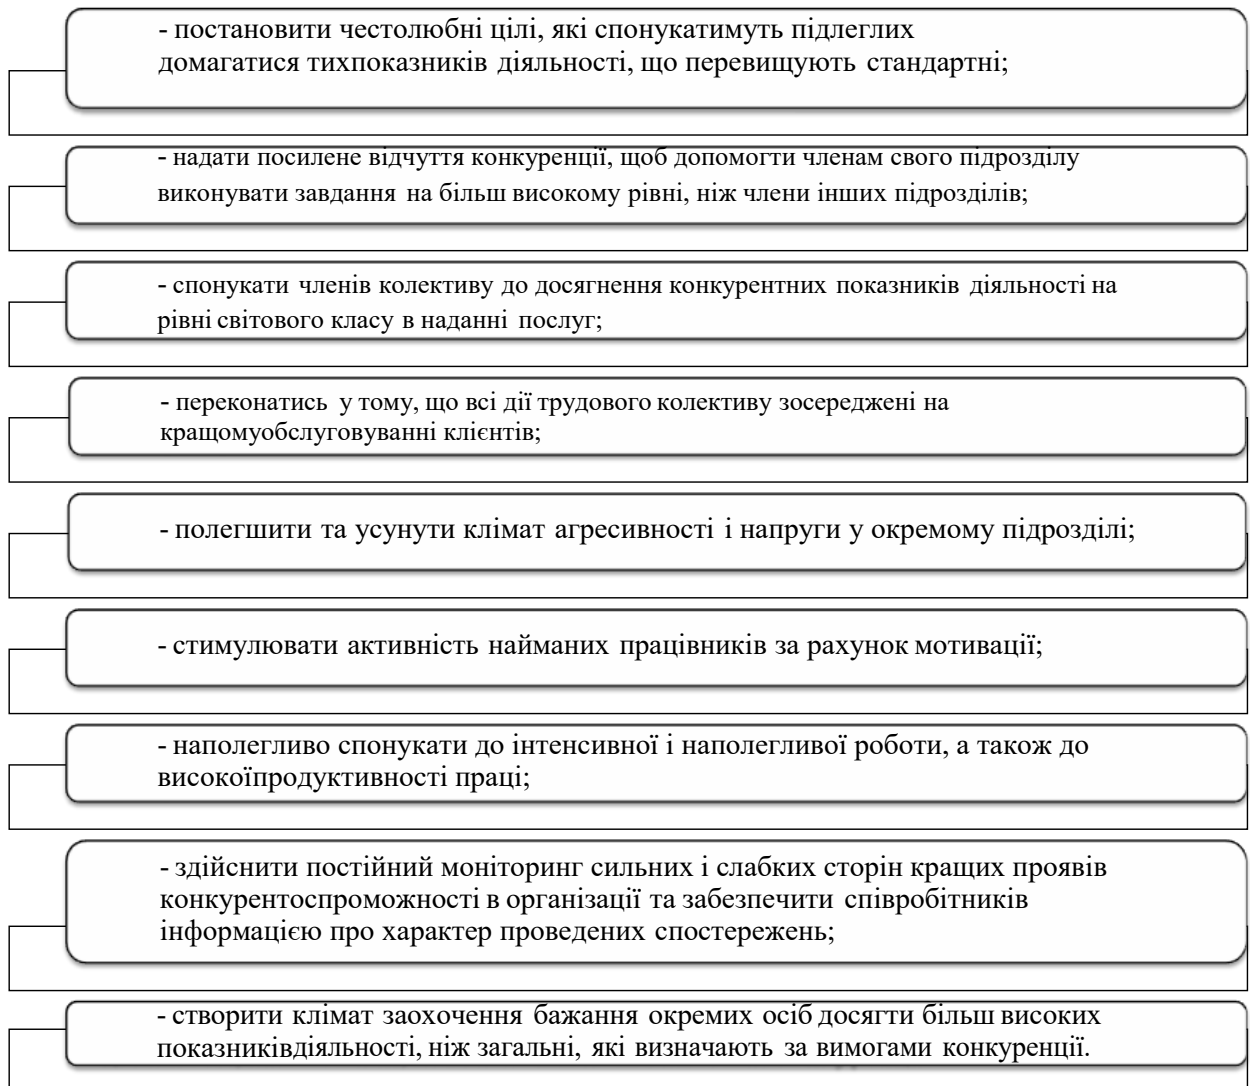 - постановити честолюбні цілі, які спонукатимуть підлеглих
домагатися тихпоказників діяльності, що перевищують стандартні;
- надати посилене відчуття конкуренції, щоб допомогти членам свого підрозділу
виконувати завдання на більш високому рівні, ніж члени інших підрозділів;
- спонукати членів колективу до досягнення конкурентних показників діяльності на
рівні світового класу в наданні послуг;
- переконатись у тому, що всі дії трудового колективу зосереджені на
кращомуобслуговуванні клієнтів;
- полегшити та усунути клімат агресивності і напруги у окремому підрозділі;
- стимулювати активність найманих працівників за рахунок мотивації;
- наполегливо спонукати до інтенсивної і наполегливої роботи, а також до
високоїпродуктивності праці;
- здійснити постійний моніторинг сильних і слабких сторін кращих проявів
конкурентоспроможності в організації та забезпечити співробітників
інформацією про характер проведених спостережень;
- створити клімат заохочення бажання окремих осіб досягти більш високих
показниківдіяльності, ніж загальні, які визначають за вимогами конкуренції.